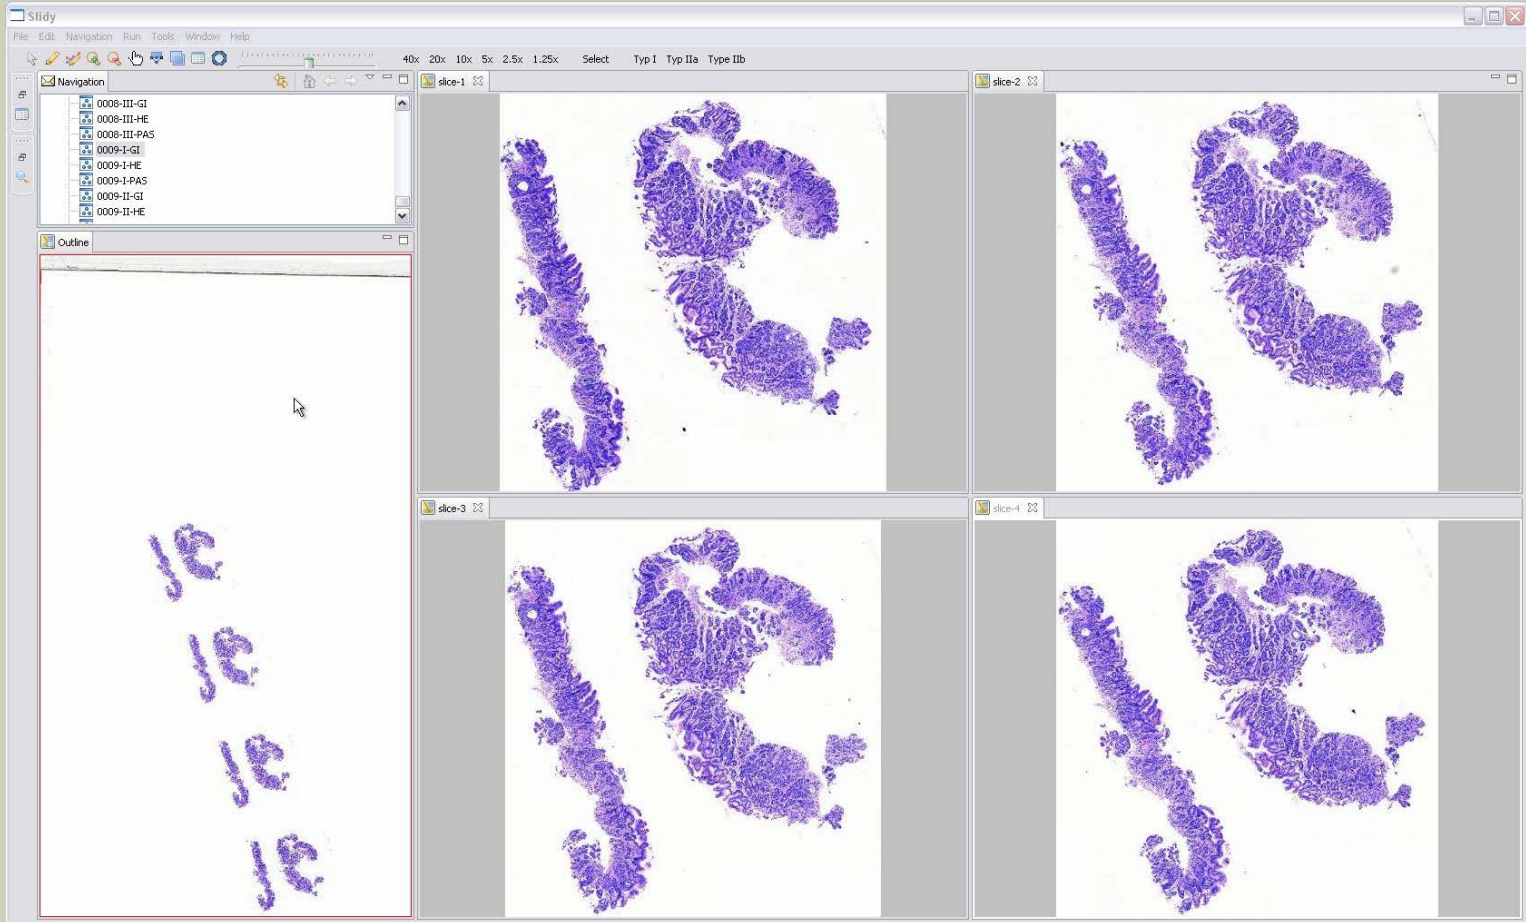 Slidy
File Edit Navigation Run Tools Window Help
40x 20x 10x 5x 2.5x 1.25x Select Typ I Typ IIa Type IIb
Navigation
0008-III-GI
0008-III-HE
0008-III-PAS
0009-I-GI
0009-I-HE
0009-I-PAS
0009-II-GI
0009-II-HE
Outline
slice-1
slice-2
slice-3
slice-4